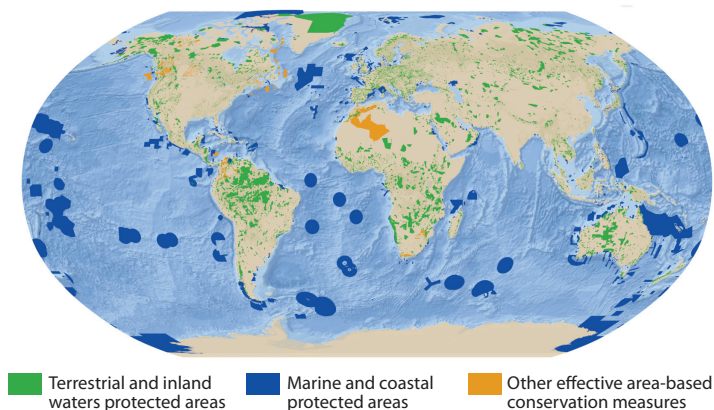 Terrestrial and inland
waters protected areas
Marine and coastal
protected areas
Other effective area-based
conservation measures